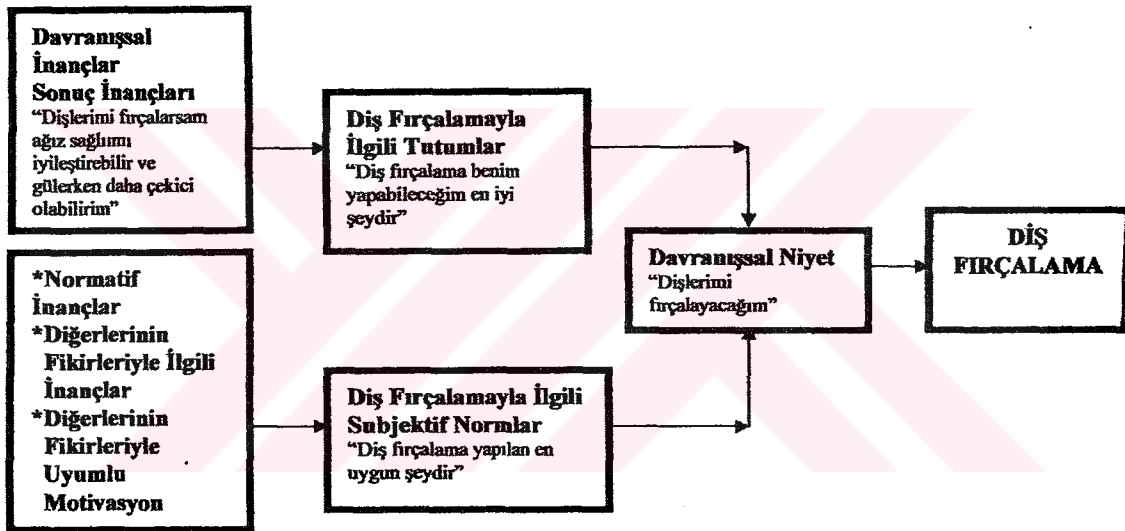 Davranışsal
İnançlar
Sonuç İnançları
“Dişlerimi fırçalarsam
ağız sağlımı
iyileştirebilir ve
gülerken daha çekici
olabilirim”
Diş Fırçalamayla
İlgili Tutumlar
“Diş fırçalama benim
yapabileceğim en iyi
şeydir”
*Normatif
İnançlar
*Diğerlerinin
Fikirleriyle İlgili
İnançlar
*Diğerlerinin
Fikirleriyle
Uyumlu
Motivasyon
Diş Fırçalamayla İlgili
Subjektif Normlar
“Diş fırçalama yapılan en
uygun şeydir”
Davranışsal Niyet
“Dişlerimi
fırçalayacağım”
DİŞ
FIRÇALAMA